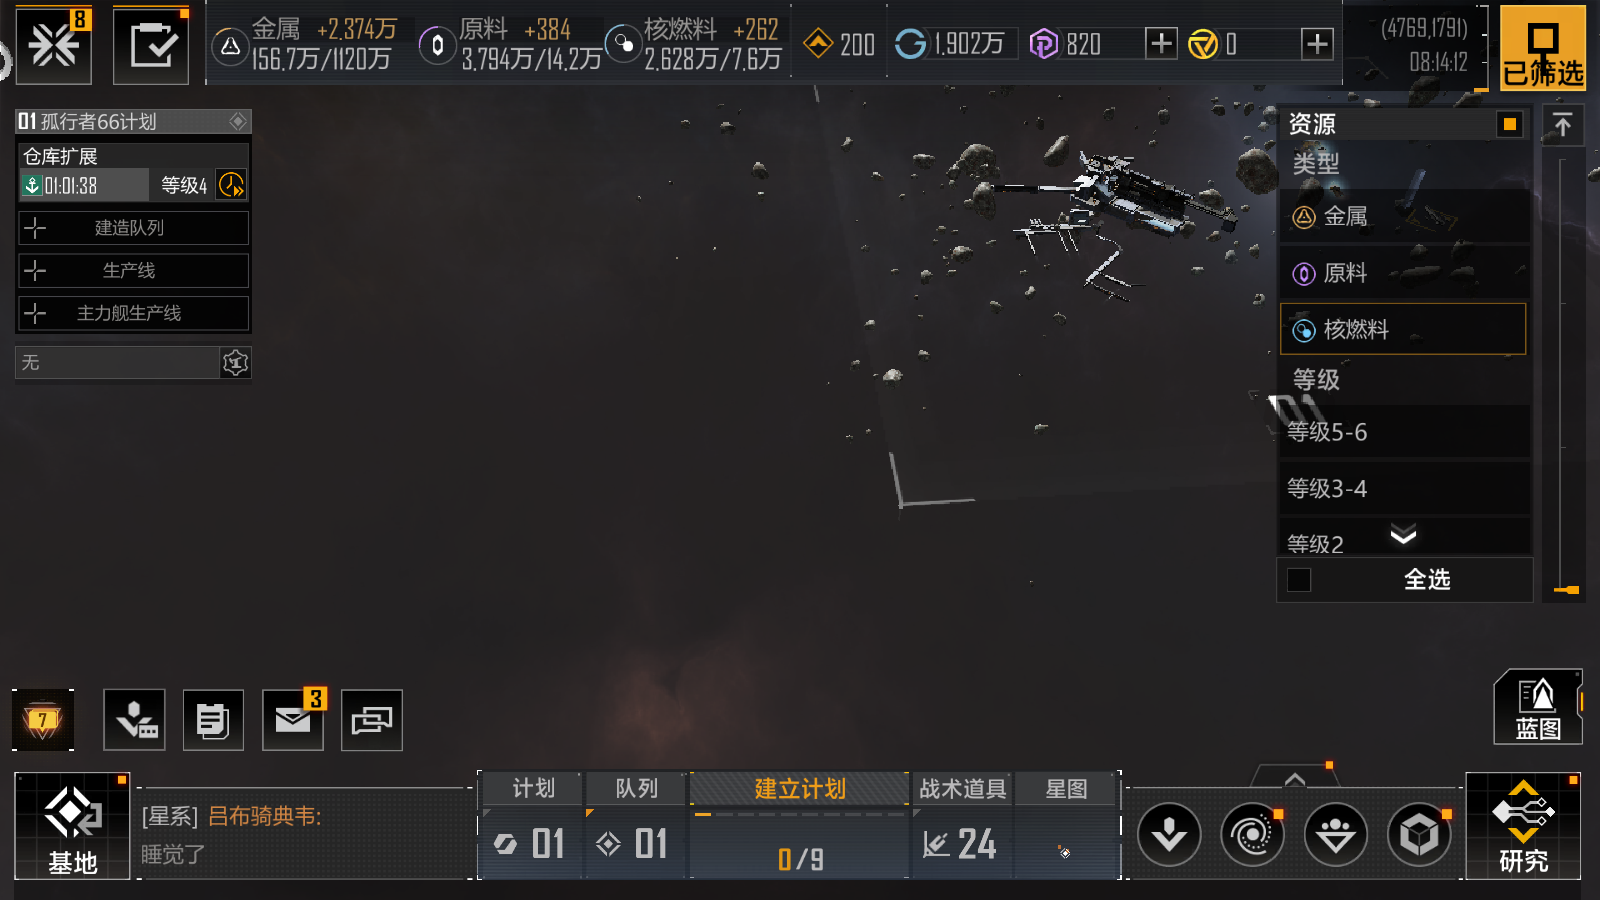 8
金属 +2.374万
156.7万/1120万
原料 +384
3.794万/14.2万
核燃料 +262
2.628万/7.6万
200
1.902万
820
0
(4769,1791)
08:14:12
已筛选
01 孤行者66计划
仓库扩展
01:01:38 等级4
建造队列
生产线
主力舰生产线
无
资源
类型
金属
原料
核燃料
等级
01
等级5-6
等级3-4
等级2
全选
蓝图
7
3
基地
[星系] 吕布骑典韦:
睡觉了
计划
01
队列
01
建立计划
0/9
战术道具
24
星图
研究